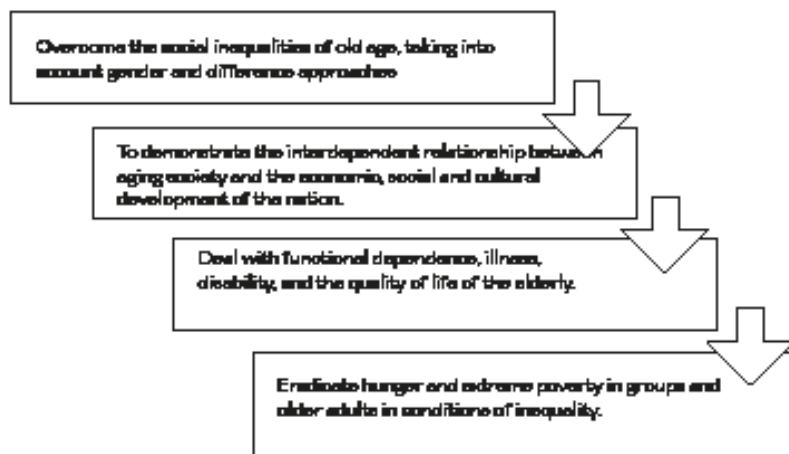 Overcome the social inequalities of old age, taking into
account gender and difference approaches
To demonstrate the interdependent relationship between
aging society and the economic, social and cultural
development of the nation.
Deal with functional dependence, illness,
disability, and the quality of life of the elderly.
Eradicate hunger and extreme poverty in groups and
older adults in conditions of inequality.